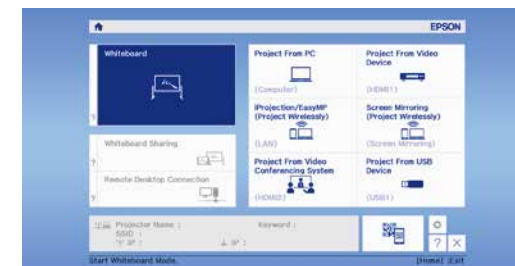 EPSON
Whiteboard
?
Project From PC
(Computer)
Project From Video
Device
(HDMI1)
iProjection/EasyMP
(Project Wirelessly)
(LAN)
Screen Mirroring
(Project Wirelessly)
(Screen Mirroring)
Whiteboard Sharing
?
Remote Desktop Connection
?
Project From Video
Conferencing System
(HDMI2)
Project From USB
Device
(USB1)
Projector Name :
Keyword :
SSID :
IP :
IP :
?
Start Whiteboard Mode.
[Home] :Exit